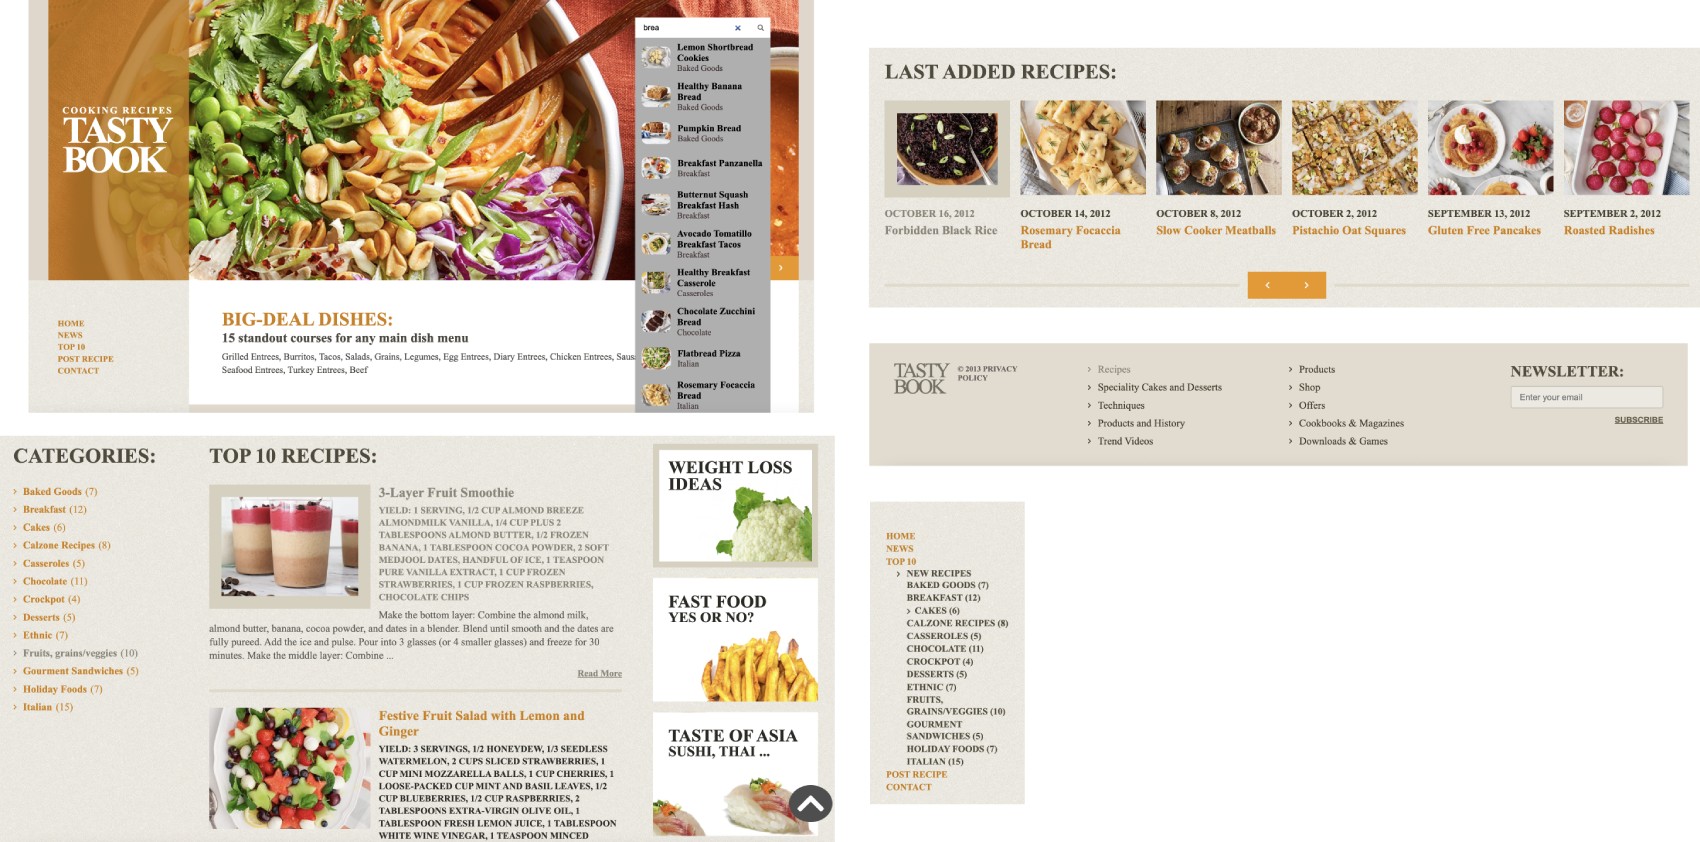 COOKING RECIPES
TASTY
BOOK
brea
Lemon Shortbread
Cookies
Baked Goods
Healthy Banana
Bread
Baked Goods
Pumpkin Bread
Baked Goods
Breakfast Panzanella
Breakfast
Butternut Squash
Breakfast Hash
Breakfast
Avocado Tomatillo
Breakfast Tacos
Breakfast
Healthy Breakfast
Casserole
Casseroles
Chocolate Zucchini
Bread
Chocolate
Flatbread Pizza
Italian
Rosemary Focaccia
Bread
Italian
HOME
NEWS
TOP 10
POST RECIPE
CONTACT
BIG-DEAL DISHES:
15 standout courses for any main dish menu
Grilled Entrees, Burritos, Tacos, Salads, Grains, Legumes, Egg Entrees, Diary Entrees, Chicken Entrees, Saus
Seafood Entrees, Turkey Entrees, Beef
CATEGORIES:
Baked Goods (7)
Breakfast (12)
Cakes (6)
Calzone Recipes (8)
Casseroles (5)
Chocolate (11)
Crockpot (4)
Desserts (5)
Ethnic (7)
Fruits, grains/veggies (10)
Gourment Sandwiches (5)
Holiday Foods (7)
Italian (15)
TOP 10 RECIPES:
3-Layer Fruit Smoothie
YIELD: 1 SERVING, 1/2 CUP ALMOND BREEZE
ALMONDMILK VANILLA, 1/4 CUP PLUS 2
TABLESPOONS ALMOND BUTTER, 1/2 FROZEN
BANANA, 1 TABLESPOON COCOA POWDER, 2 SOFT
MEDJOOL DATES, HANDFUL OF ICE, 1 TEASPOON
PURE VANILLA EXTRACT, 1 CUP FROZEN
STRAWBERRIES, 1 CUP FROZEN RASPBERRIES,
CHOCOLATE CHIPS
Make the bottom layer: Combine the almond milk,
almond butter, banana, cocoa powder, and dates in a blender. Blend until smooth and the dates are
fully pureed. Add the ice and pulse. Pour into 3 glasses (or 4 smaller glasses) and freeze for 30
minutes. Make the middle layer: Combine ...
Read More
Festive Fruit Salad with Lemon and
Ginger
YIELD: 3 SERVINGS, 1/2 HONEYDEW, 1/3 SEEDLESS
WATERMELON, 2 CUPS SLICED STRAWBERRIES, 1
CUP MINI MOZZARELLA BALLS, 1 CUP CHERRIES, 1
LOOSE-PACKED CUP MINT AND BASIL LEAVES, 1/2
CUP BLUEBERRIES, 1/2 CUP RASPBERRIES, 2
TABLESPOONS EXTRA-VIRGIN OLIVE OIL, 1
TABLESPOON FRESH LEMON JUICE, 1 TABLESPOON
WHITE WINE VINEGAR, 1 TEASPOON MINCED
WEIGHT LOSS
IDEAS
FAST FOOD
YES OR NO?
TASTE OF ASIA
SUSHI, THAI ...
LAST ADDED RECIPES:
OCTOBER 16, 2012
Forbidden Black Rice
OCTOBER 14, 2012
Rosemary Focaccia
Bread
OCTOBER 8, 2012
Slow Cooker Meatballs
OCTOBER 2, 2012
Pistachio Oat Squares
SEPTEMBER 13, 2012
Gluten Free Pancakes
SEPTEMBER 2, 2012
Roasted Radishes
TASTY
BOOK
© 2013 PRIVACY
POLICY
Recipes
Speciality Cakes and Desserts
Techniques
Products and History
Trend Videos
Products
Shop
Offers
Cookbooks & Magazines
Downloads & Games
NEWSLETTER:
Enter your email
SUBSCRIBE
HOME
NEWS
TOP 10
NEW RECIPES
BAKED GOODS (7)
BREAKFAST (12)
CAKES (6)
CALZONE RECIPES (8)
CASSEROLES (5)
CHOCOLATE (11)
CROCKPOT (4)
DESSERTS (5)
ETHNIC (7)
FRUITS,
GRAINS/VEGGIES (10)
GOURMENT
SANDWICHES (5)
HOLIDAY FOODS (7)
ITALIAN (15)
POST RECIPE
CONTACT